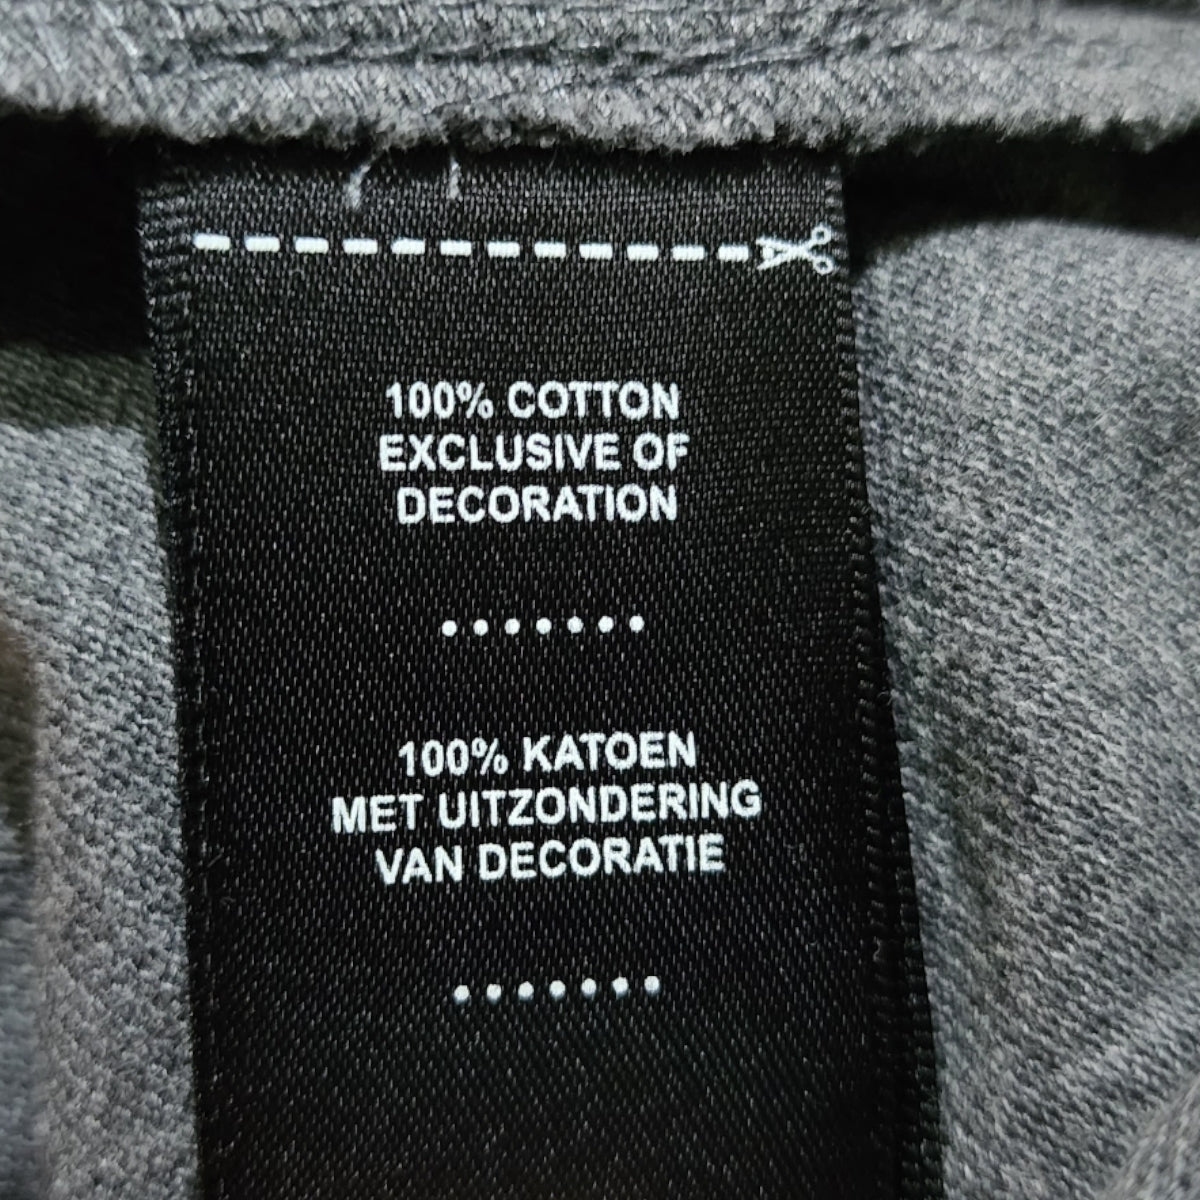 100% COTTON
EXCLUSIVE OF
DECORATION
100% KATOEN
MET UITZONDERING
VAN DECORATIE